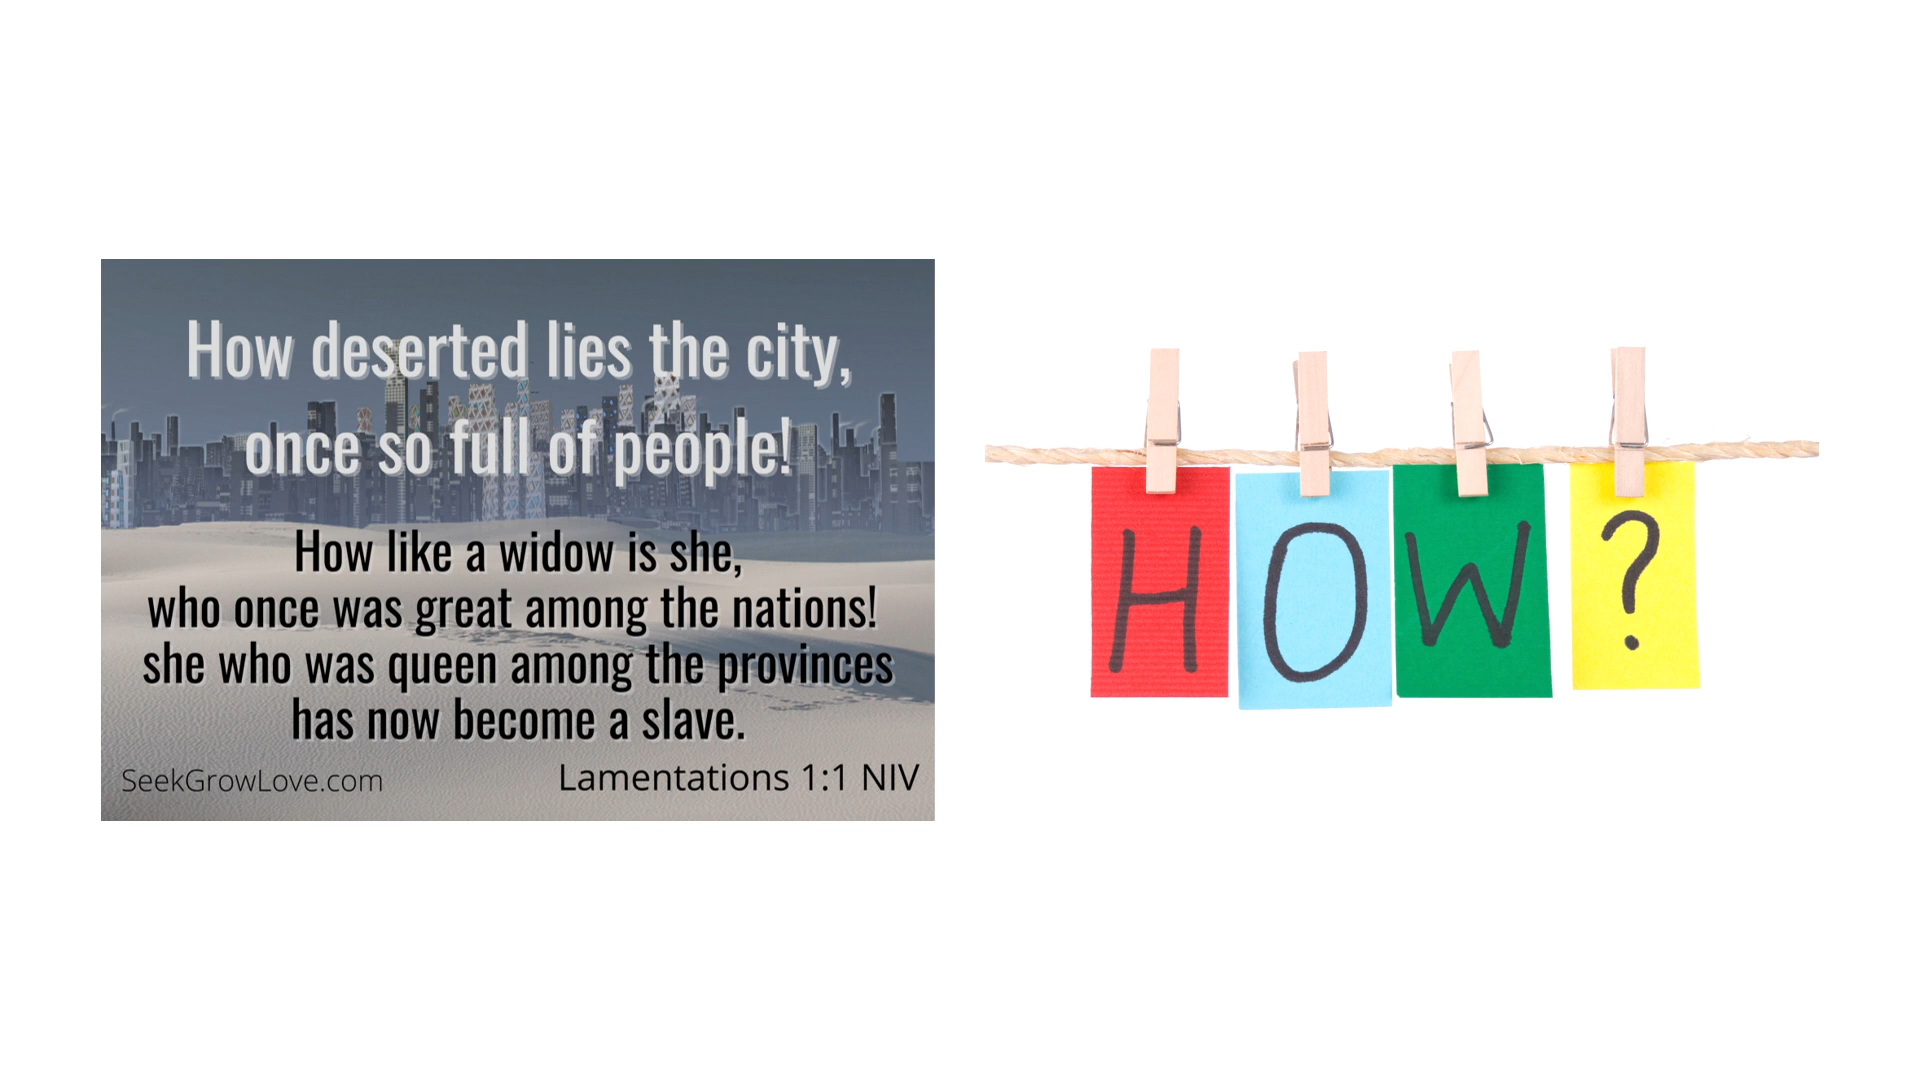 How deserted lies the city,
once so full of people!
How like a widow is she,
who once was great among the nations!
she who was queen among the provinces
has now become a slave.
SeekGrowLove.com
Lamentations 1:1 NIV
HOW?